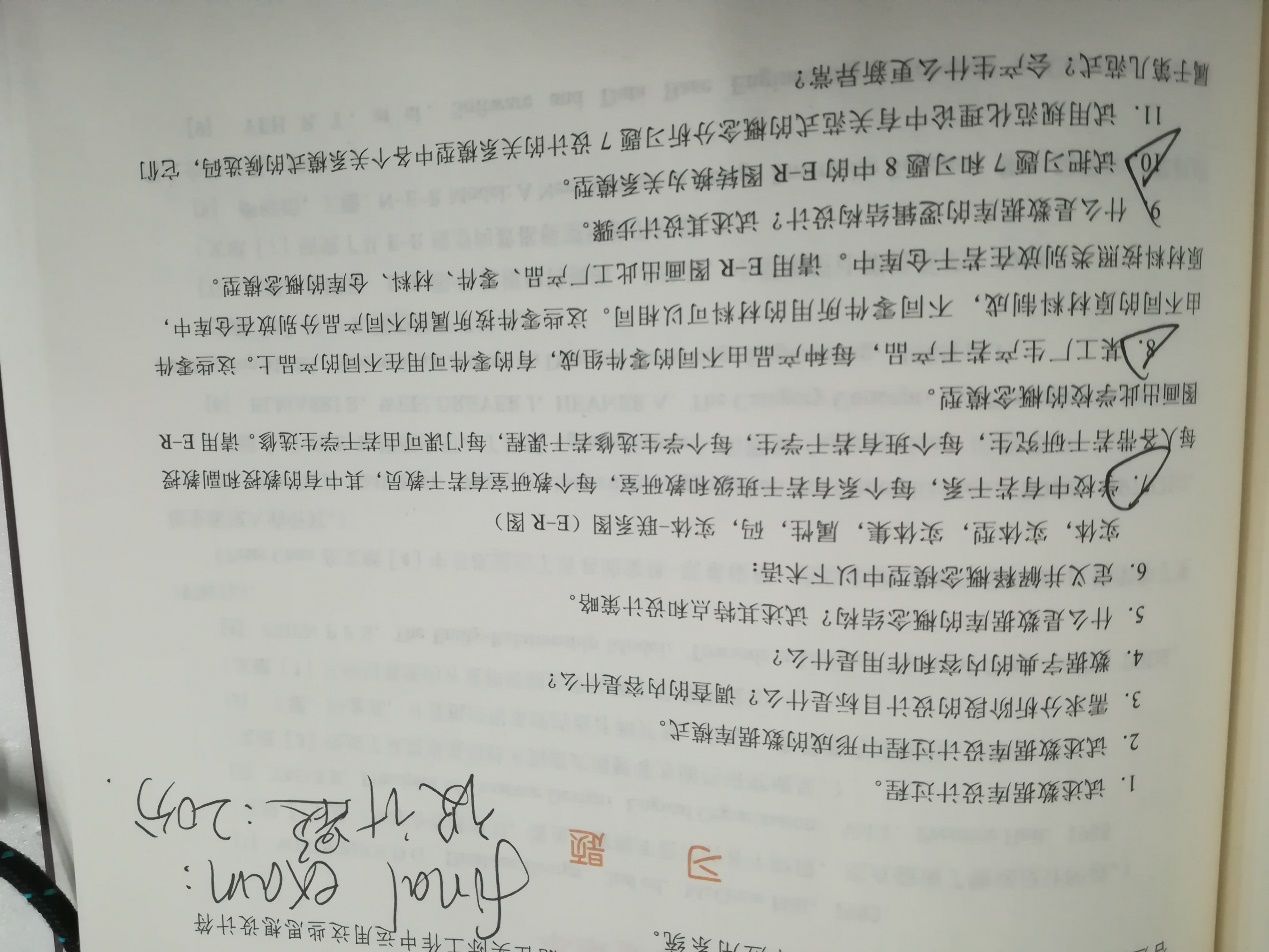 用系统。
在实际工作中运用这些思想设计符
习 题
final exam:
设计题:20分
1. 试述数据库设计过程。
2. 试述数据库设计过程中形成的数据库模式。
3. 需求分析阶段的设计目标是什么?调查的内容是什么?
4. 数据字典的内容和作用是什么?
5. 什么是数据库的概念结构?试述其特点和设计策略。
6. 定义并解释概念模型中以下术语:
实体,实体型,实体集,属性,码,实体-联系图(E-R 图)
7. 学校中有若干系,每个系有若干班级和教研室,每个教研室有若干教员,其中有的教授和副教授
每人各带若干研究生,每个班有若干学生,每个学生选修若干课程,每门课可由若干学生选修。请用 E-R
图画出此学校的概念模型。
8. 某工厂生产若干产品,每种产品由不同的零件组成,有的零件可用在不同的产品上。这些零件
由不同的原材料制成,不同零件所用的材料可以相同。这些零件按所属的不同产品分别放在仓库中,
原材料按照类别放在若干仓库中。请用 E-R 图画出此工厂产品、零件、材料、仓库的概念模型。
9. 什么是数据库的逻辑结构设计?试述其设计步骤。
10. 试把习题 7 和习题 8 中的 E-R 图转换为关系模型。
11. 试用规范化理论中有关范式的概念分析习题 7 设计的关系模型中各个关系模式的候选码,它们
属于第几范式?会产生什么更新异常?